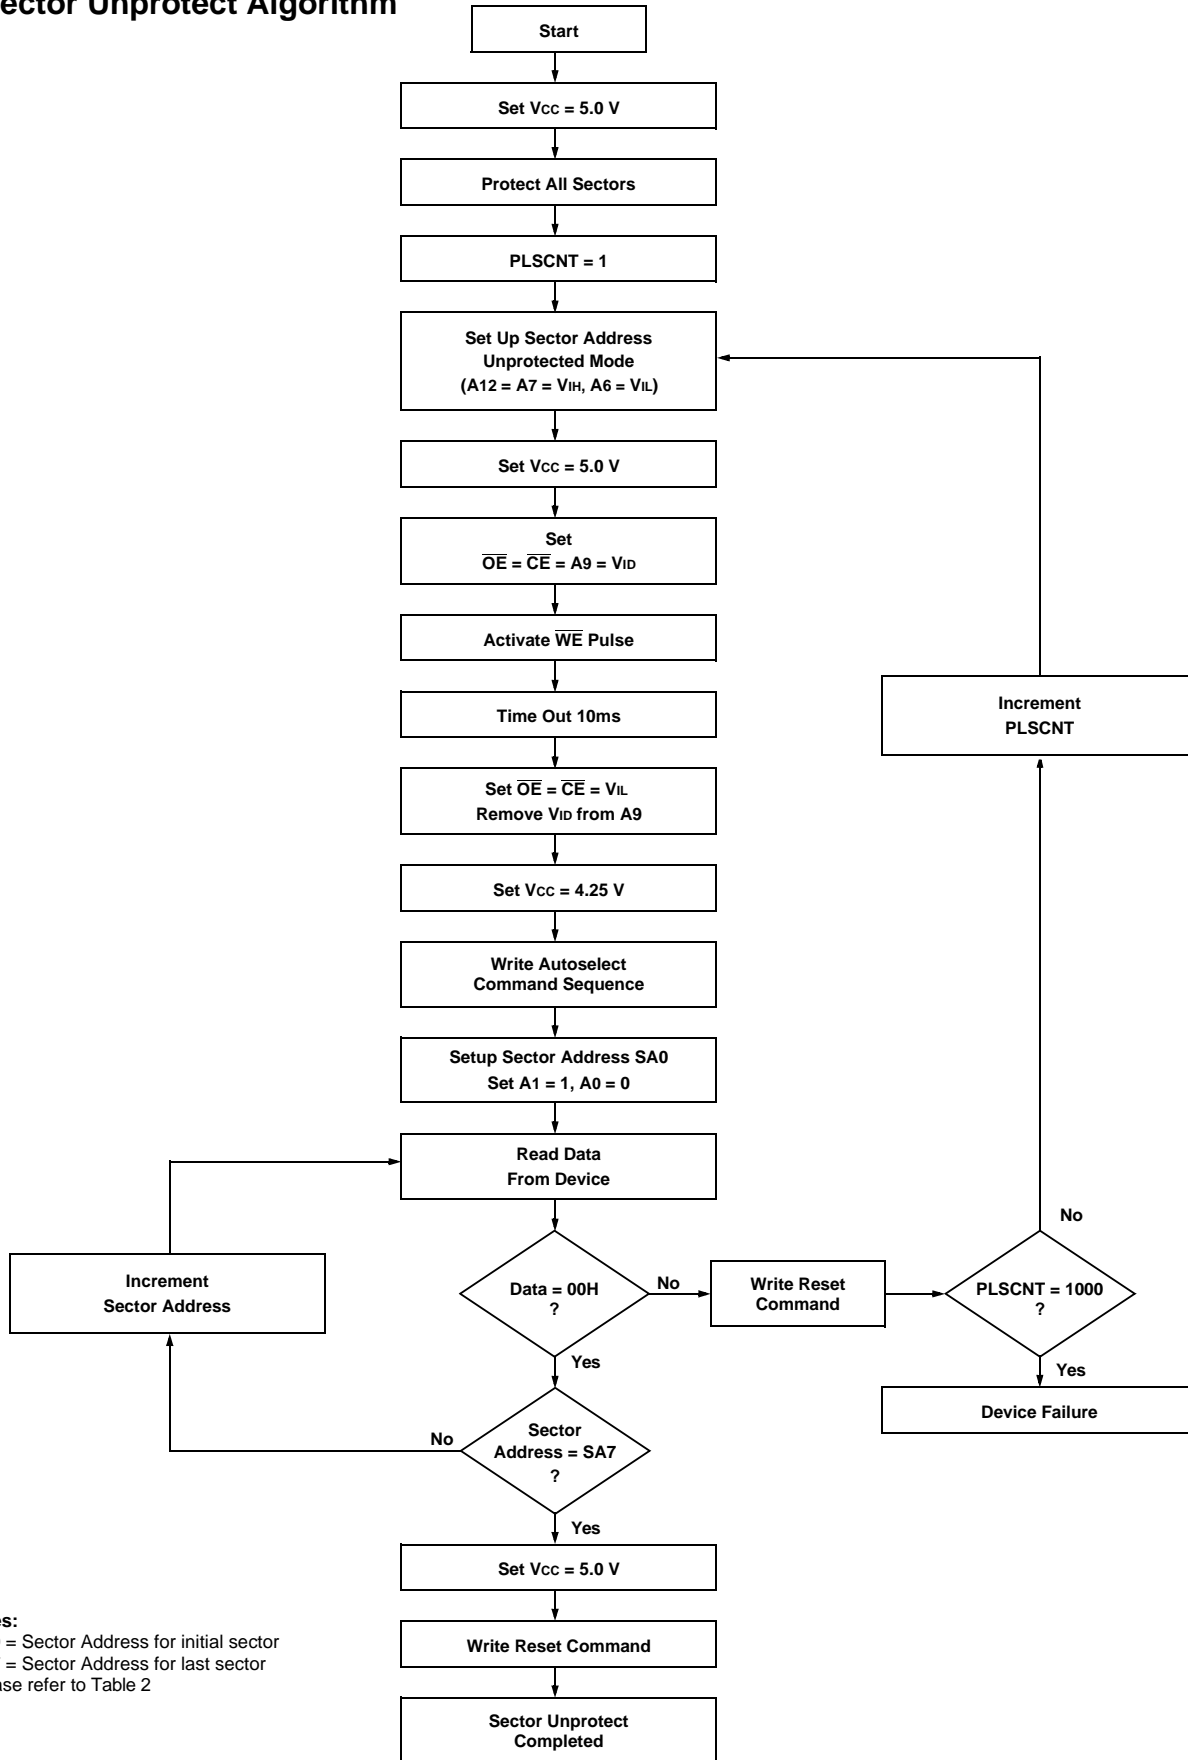 ector Unprotect Algorithm
Start
Set VCC = 5.0 V
Protect All Sectors
PLSCNT = 1
Set Up Sector Address
Unprotected Mode
(A12 = A7 = VIH, A6 = VIL)
Set VCC = 5.0 V
Set
O̅E̅ = C̅E̅ = A9 = VID
Activate W̅E̅ Pulse
Time Out 10ms
Set O̅E̅ = C̅E̅ = VIL
Remove VID from A9
Set VCC = 4.25 V
Write Autoselect
Command Sequence
Setup Sector Address SA0
Set A1 = 1, A0 = 0
Read Data
From Device
Increment
Sector Address
Data = 00H
?
No
Yes
Write Reset
Command
PLSCNT = 1000
?
No
Yes
Increment
PLSCNT
Device Failure
Sector
Address = SA7
?
No
Yes
Set VCC = 5.0 V
Write Reset Command
Sector Unprotect
Completed
es:
= Sector Address for initial sector
= Sector Address for last sector
ase refer to Table 2